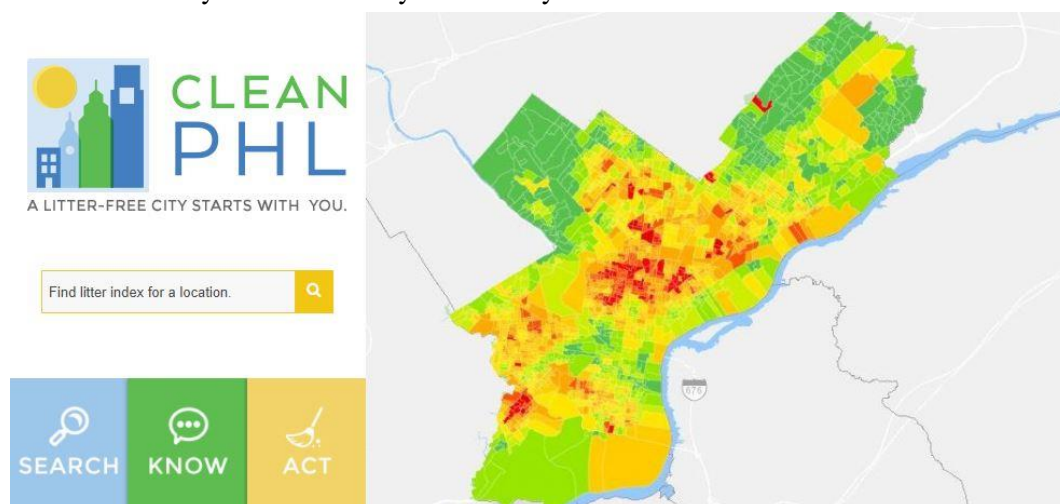 CLEAN
PHL
A LITTER-FREE CITY STARTS WITH YOU.
Find litter index for a location.
SEARCH
KNOW
ACT
676